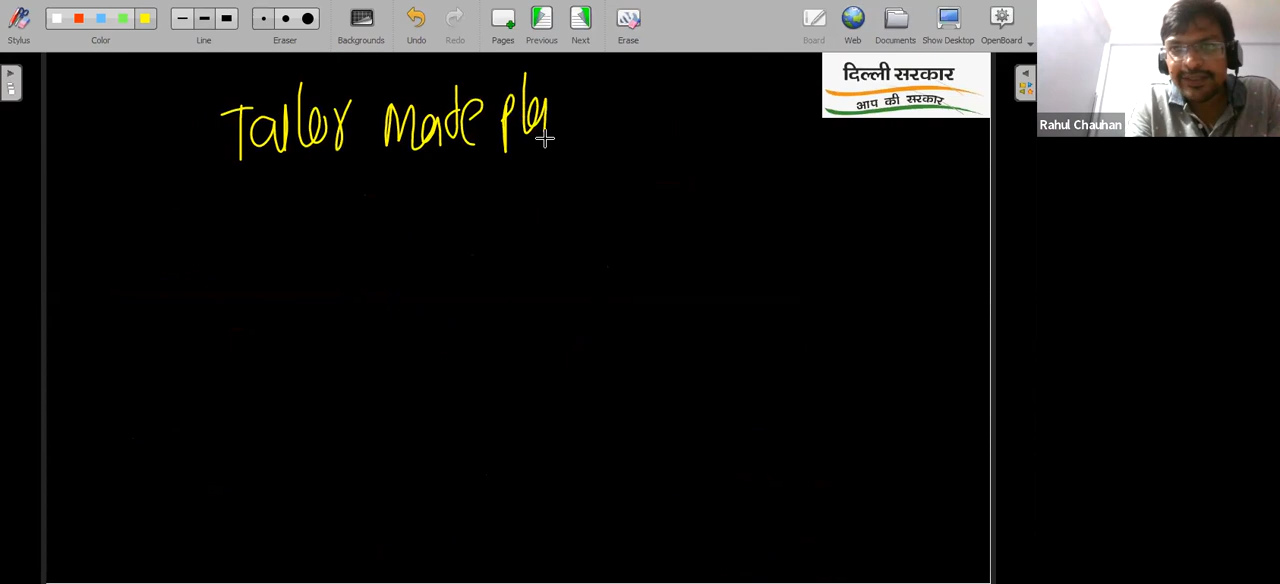 Stylus Color Line Eraser Backgrounds Undo Redo Pages Previous Next Erase Board Web Documents Show Desktop OpenBoard
दिल्ली सरकार
आप की सरकार
Tailor Made Pla
Rahul Chauhan